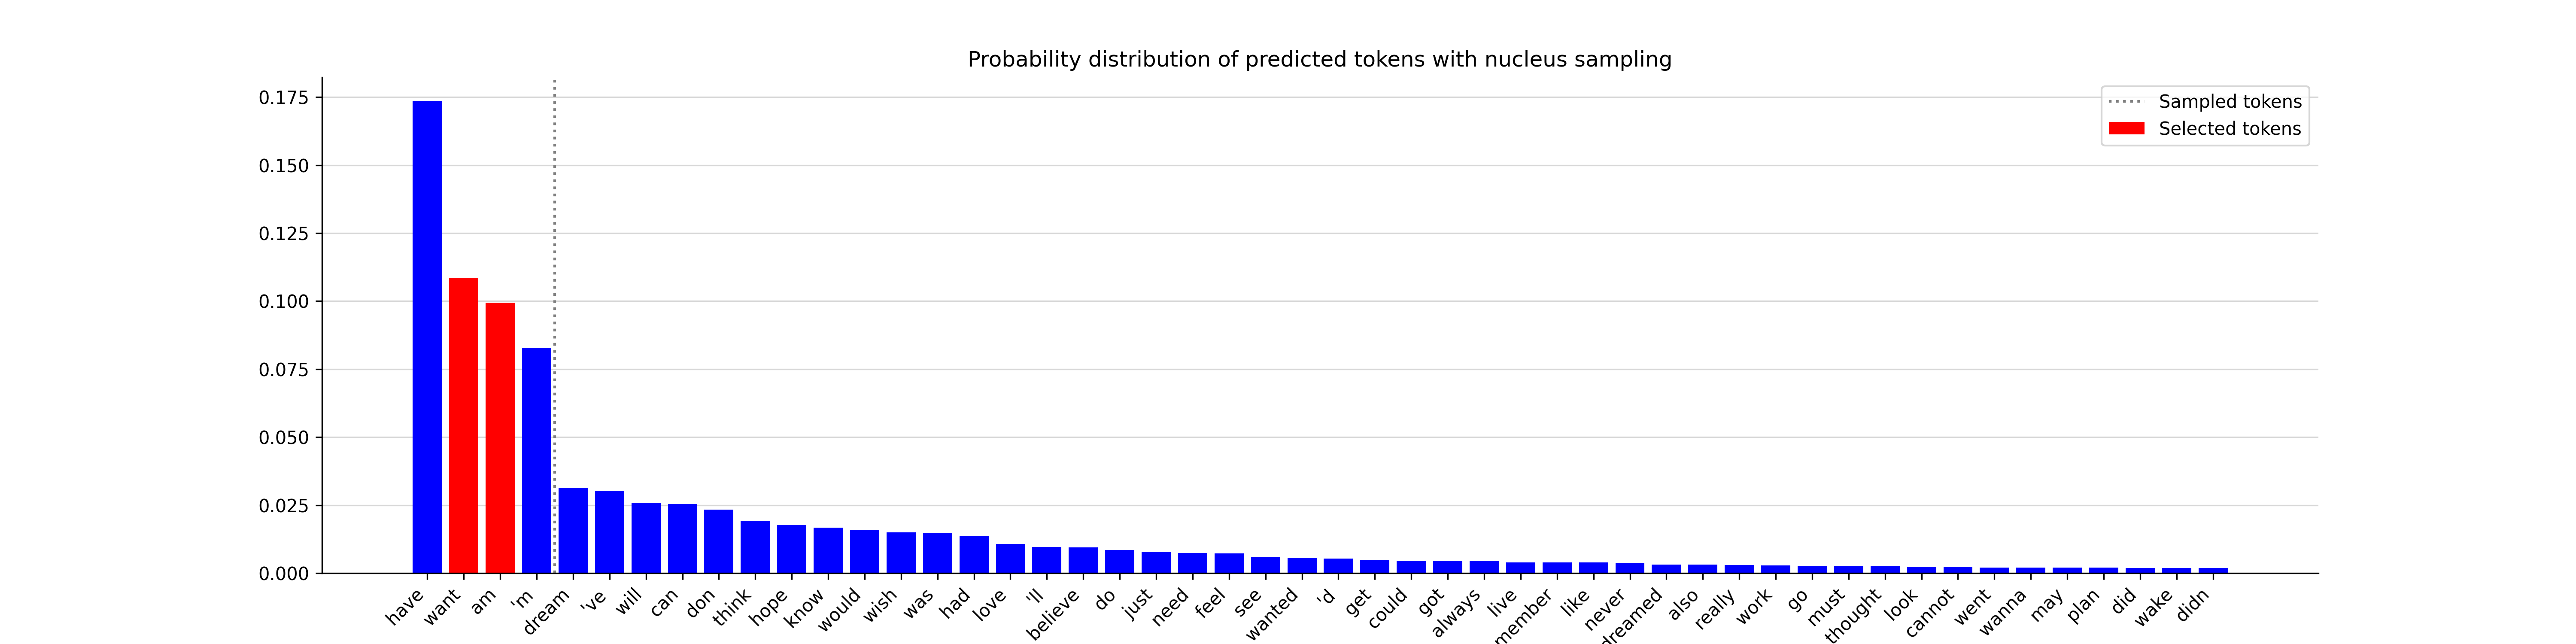 Probability distribution of predicted tokens with nucleus sampling
Sampled tokens
Selected tokens
0.175
0.150
0.125
0.100
0.075
0.050
0.025
0.000
have want am 'm dream 've will can don think hope know would wish was had love 'll believe do just need feel see wanted 'd get could got always live member like never dreamed also really work go must thought look cannot went wanna may plan did wake didn